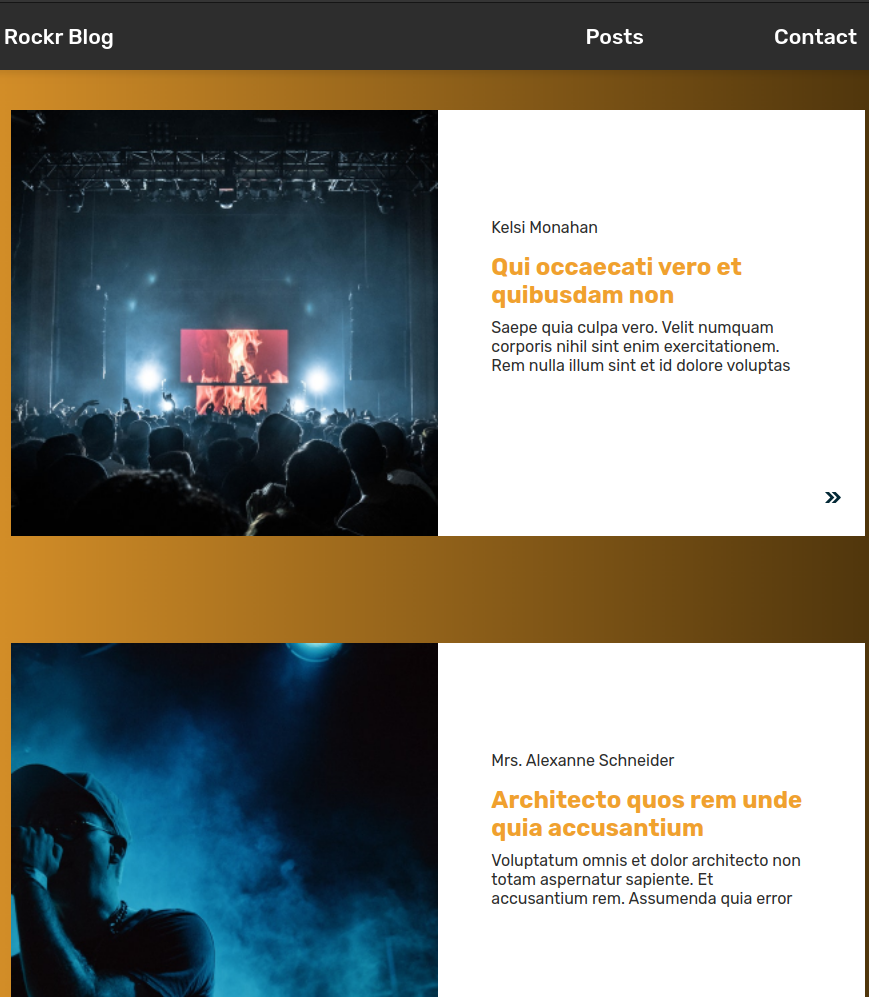 Rockr Blog Posts Contact
Kelsi Monahan
Qui occaecati vero et
quibusdam non
Saepe quia culpa vero. Velit numquam
corporis nihil sint enim exercitationem.
Rem nulla illum sint et id dolore voluptas
»
Mrs. Alexanne Schneider
Architecto quos rem unde
quia accusantium
Voluptatum omnis et dolor architecto non
totam aspernatur sapiente. Et
accusantium rem. Assumenda quia error